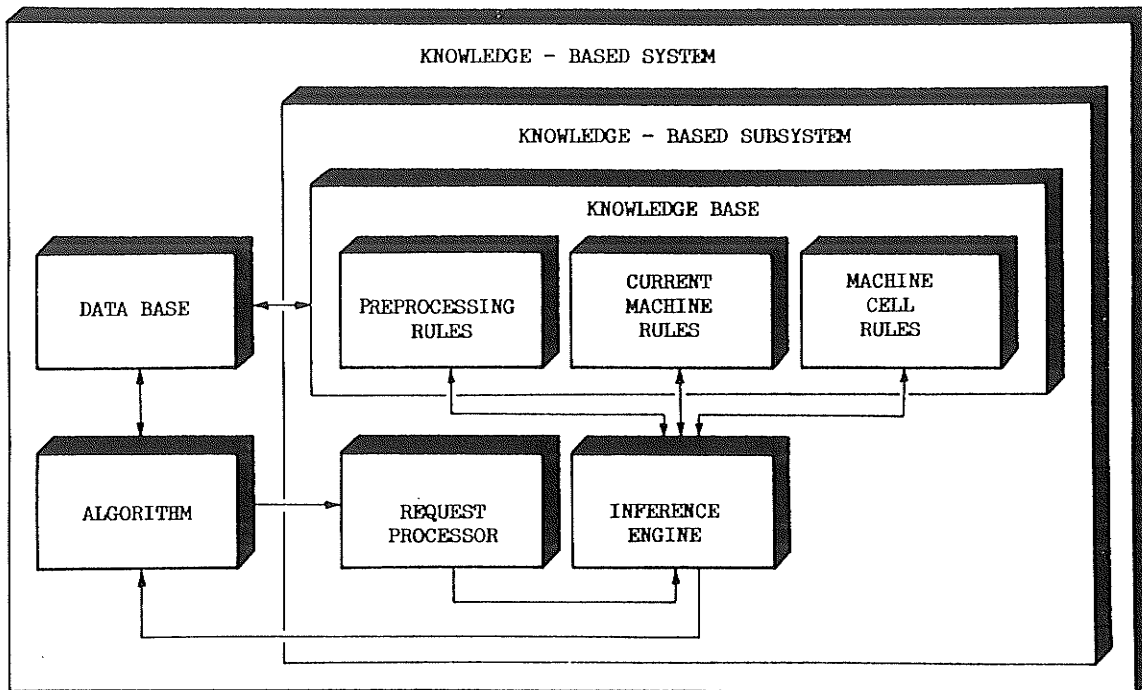 KNOWLEDGE - BASED SYSTEM
KNOWLEDGE - BASED SUBSYSTEM
KNOWLEDGE BASE
DATA BASE
PREPROCESSING
RULES
CURRENT
MACHINE
RULES
MACHINE
CELL
RULES
ALGORITHM
REQUEST
PROCESSOR
INFERENCE
ENGINE